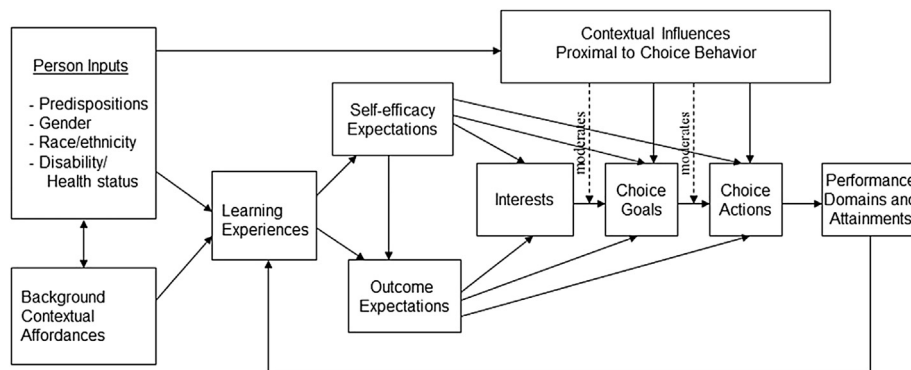 Person Inputs
- Predispositions
- Gender
- Race/ethnicity
- Disability/
Health status
Background
Contextual
Affordances
Learning
Experiences
Self-efficacy
Expectations
Outcome
Expectations
Interests
Contextual Influences
Proximal to Choice Behavior
moderates
moderates
Choice
Goals
Choice
Actions
Performance
Domains and
Attainments